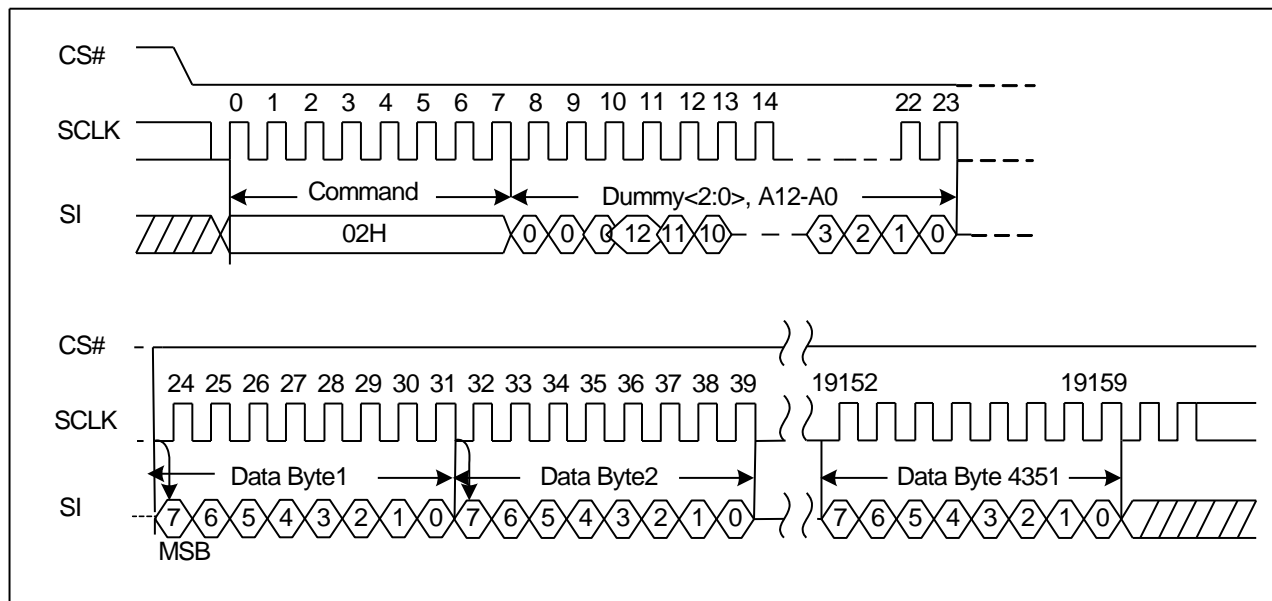 CS#
0 1 2 3 4 5 6 7 8 9 10 11 12 13 14 22 23
SCLK
Command Dummy<2:0>, A12-A0
SI
02H 0 0 0 12 11 10 3 2 1 0
CS#
24 25 26 27 28 29 30 31 32 33 34 35 36 37 38 39 19152 19159
SCLK
Data Byte1 Data Byte2 Data Byte 4351
SI
7 6 5 4 3 2 1 0 7 6 5 4 3 2 1 0 7 6 5 4 3 2 1 0
MSB